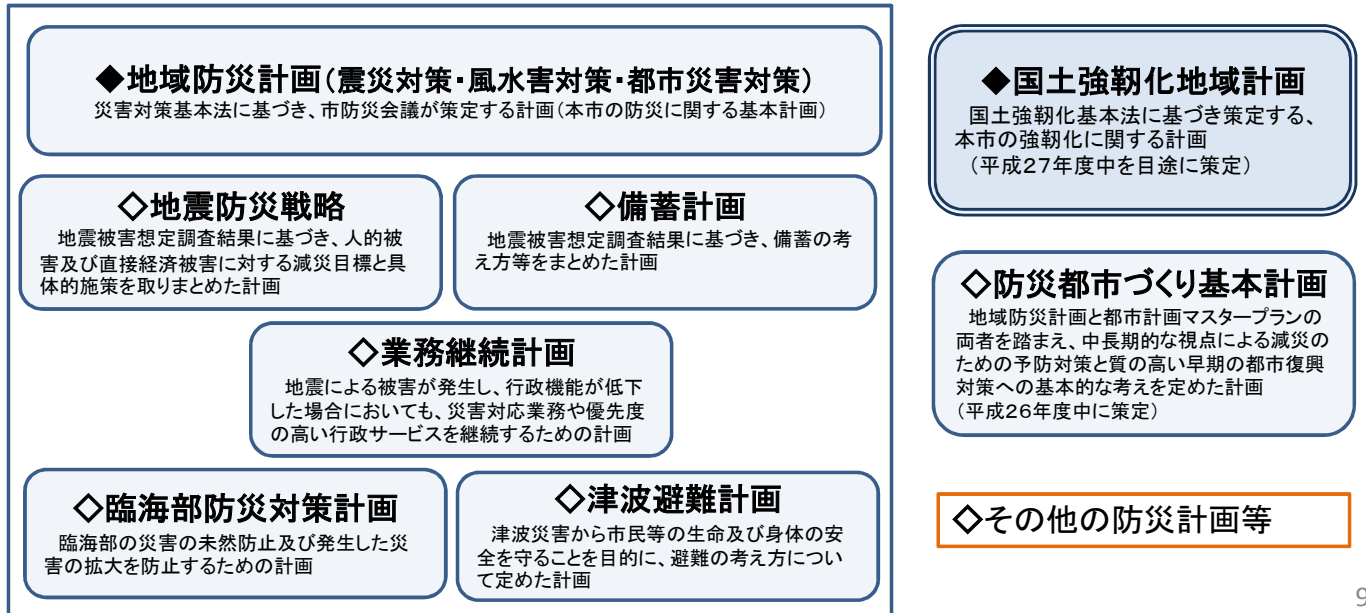 ◆地域防災計画(震災対策・風水害対策・都市災害対策)
災害対策基本法に基づき、市防災会議が策定する計画(本市の防災に関する基本計画)
◇地震防災戦略
地震被害想定調査結果に基づき、人的被
害及び直接経済被害に対する減災目標と具
体的施策を取りまとめた計画
◇備蓄計画
地震被害想定調査結果に基づき、備蓄の考
え方等をまとめた計画
◇業務継続計画
地震による被害が発生し、行政機能が低下
した場合においても、災害対応業務や優先度
の高い行政サービスを継続するための計画
◇臨海部防災対策計画
臨海部の災害の未然防止及び発生した災
害の拡大を防止するための計画
◇津波避難計画
津波災害から市民等の生命及び身体の安
全を守ることを目的に、避難の考え方につい
て定めた計画
◆国土強靱化地域計画
国土強靱化基本法に基づき策定する、
本市の強靱化に関する計画
(平成27年度中を目途に策定)
◇防災都市づくり基本計画
地域防災計画と都市計画マスタープランの
両者を踏まえ、中長期的な視点による減災の
ための予防対策と質の高い早期の都市復興
対策への基本的な考えを定めた計画
(平成26年度中に策定)
◇その他の防災計画等
9